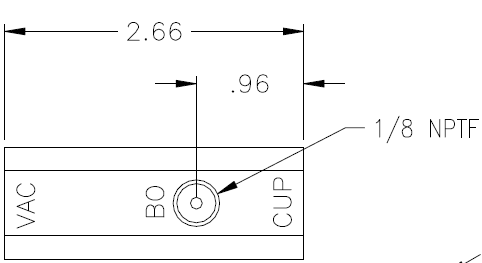 2.66
.96
1/8 NPTF
VAC
BO
CUP